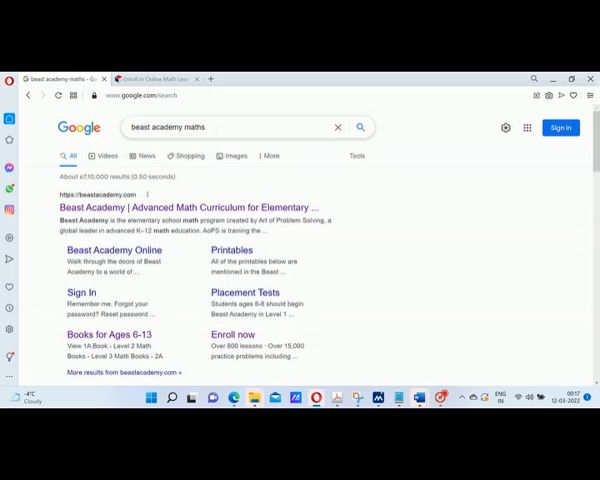 beast academy maths - Go
Enroll in Online Math Lea
www.google.com/search
Google
beast academy maths
Sign in
All
Videos
News
Shopping
Images
More
Tools
About 67,10,000 results (0.50 seconds)
https://beastacademy.com
Beast Academy | Advanced Math Curriculum for Elementary ...
Beast Academy is the elementary school math program created by Art of Problem Solving, a
global leader in advanced K–12 math education. AoPS is training the ...
Beast Academy Online
Walk through the doors of Beast
Academy to a world of ...
Printables
All of the printables below are
mentioned in the Beast ...
Sign In
Remember me. Forgot your
password? Reset password ...
Placement Tests
Students ages 6-8 should begin
Beast Academy in Level 1 ...
Books for Ages 6-13
View 1A Book - Level 2 Math
Books - Level 3 Math Books - 2A
Enroll now
Over 800 lessons · Over 15,000
practice problems including ...
More results from beastacademy.com »
-4°C
Cloudy
ENG
IN
00:17
12-03-2022